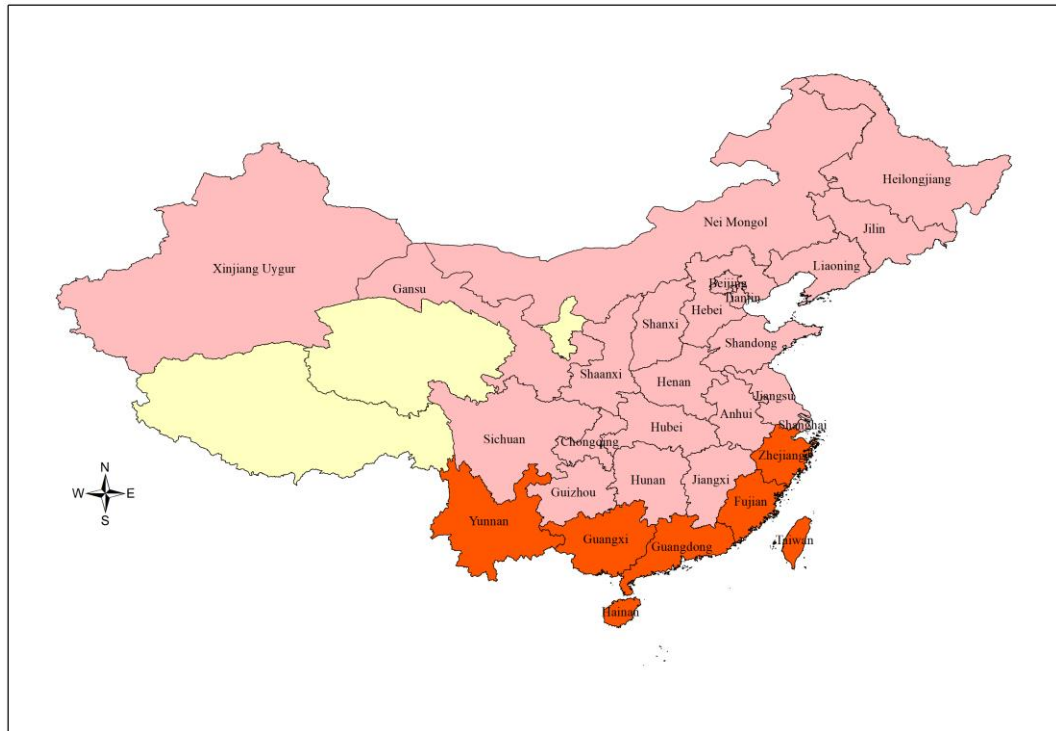 Heilongjiang
Nei Mongol
Jilin
Xinjiang Uygur
Liaoning
Gansu
Beijing
Tianjin
Hebei
Shanxi
Shandong
Shaanxi
Henan
Jiangsu
Anhui
Shanghai
Hubei
Sichuan
Chongqing
Zhejiang
Hunan
Jiangxi
Guizhou
Fujian
Yunnan
Guangxi
Guangdong
Taiwan
Hainan
N
W E
S